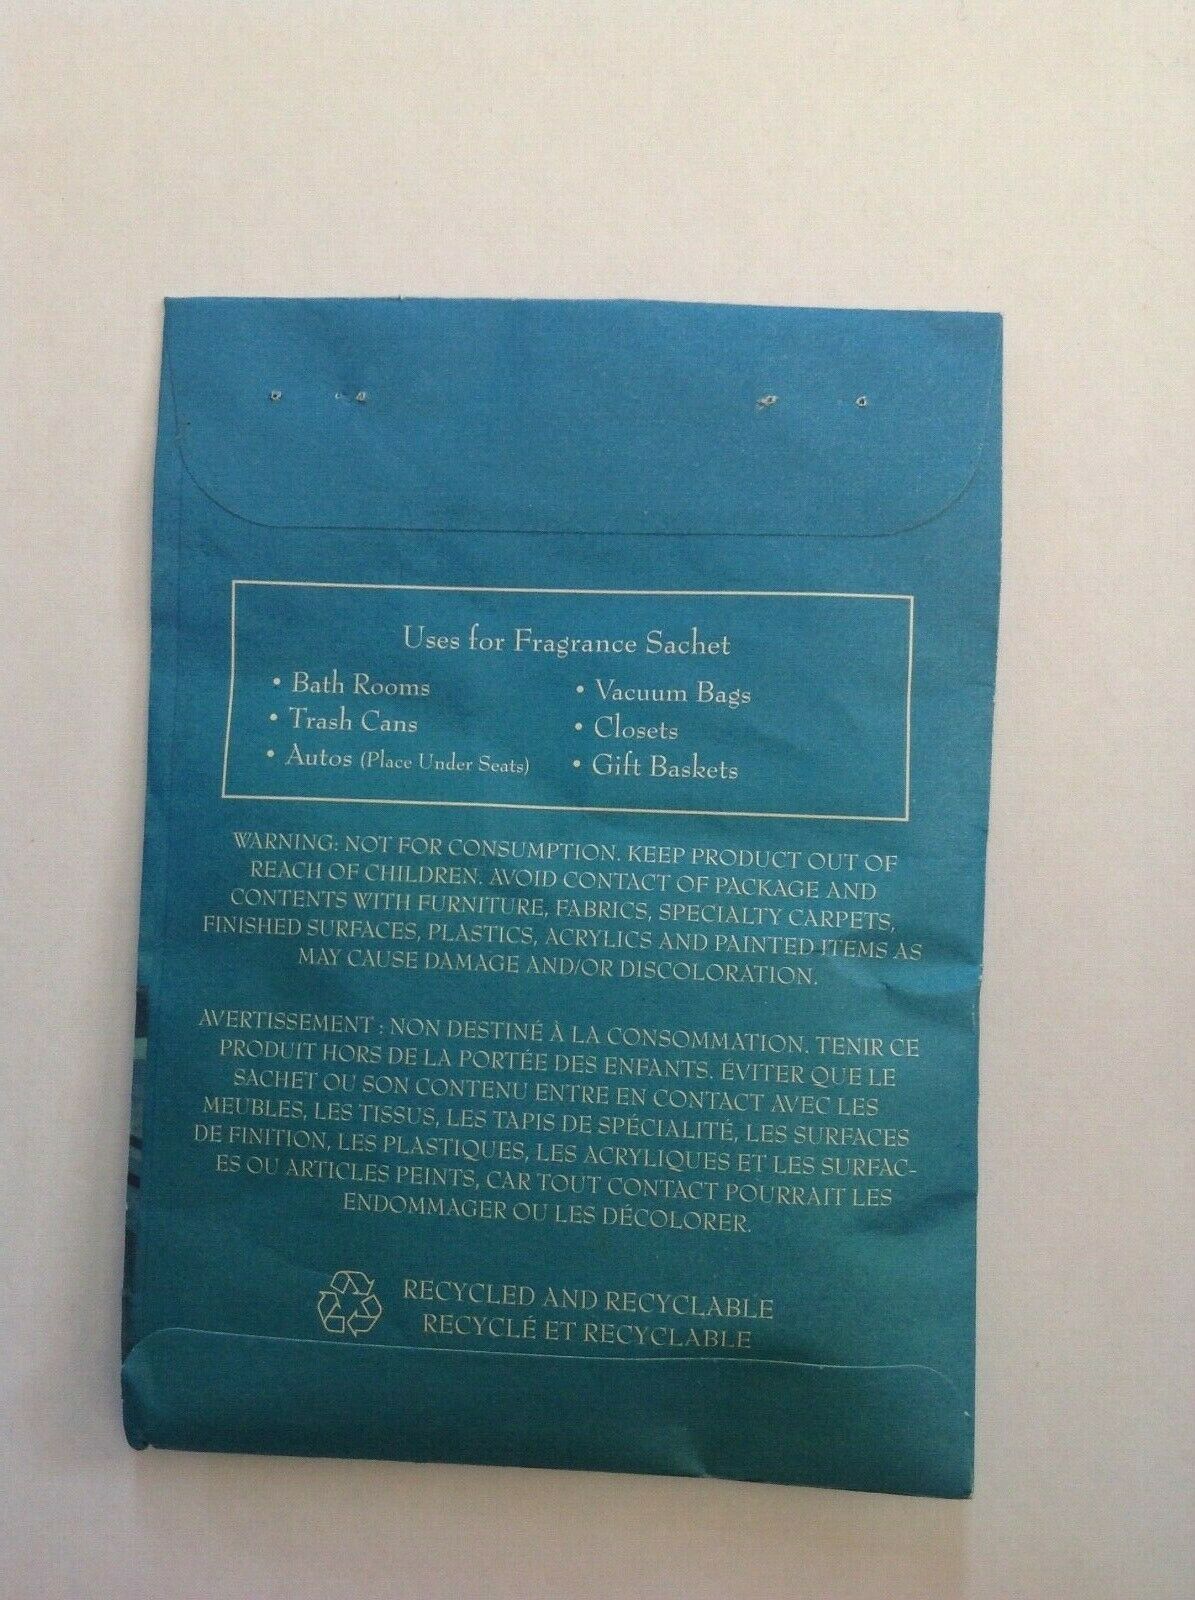 Uses for Fragrance Sachet
• Bath Rooms
• Trash Cans
• Autos (Place Under Seats)
• Vacuum Bags
• Closets
• Gift Baskets
WARNING: NOT FOR CONSUMPTION. KEEP PRODUCT OUT OF
REACH OF CHILDREN. AVOID CONTACT OF PACKAGE AND
CONTENTS WITH FURNITURE, FABRICS, SPECIALTY CARPETS,
FINISHED SURFACES, PLASTICS, ACRYLICS AND PAINTED ITEMS AS
MAY CAUSE DAMAGE AND/OR DISCOLORATION.
AVERTISSEMENT : NON DESTINÉ À LA CONSOMMATION. TENIR CE
PRODUIT HORS DE LA PORTÉE DES ENFANTS. ÉVITER QUE LE
SACHET OU SON CONTENU ENTRE EN CONTACT AVEC LES
MEUBLES, LES TISSUS, LES TAPIS DE SPÉCIALITÉ, LES SURFACES
DE FINITION, LES PLASTIQUES, LES ACRYLIQUES ET LES SURFAC-
ES OU ARTICLES PEINTS, CAR TOUT CONTACT POURRAIT LES
ENDOMMAGER OU LES DÉCOLORER.
RECYCLED AND RECYCLABLE
RECYCLÉ ET RECYCLABLE